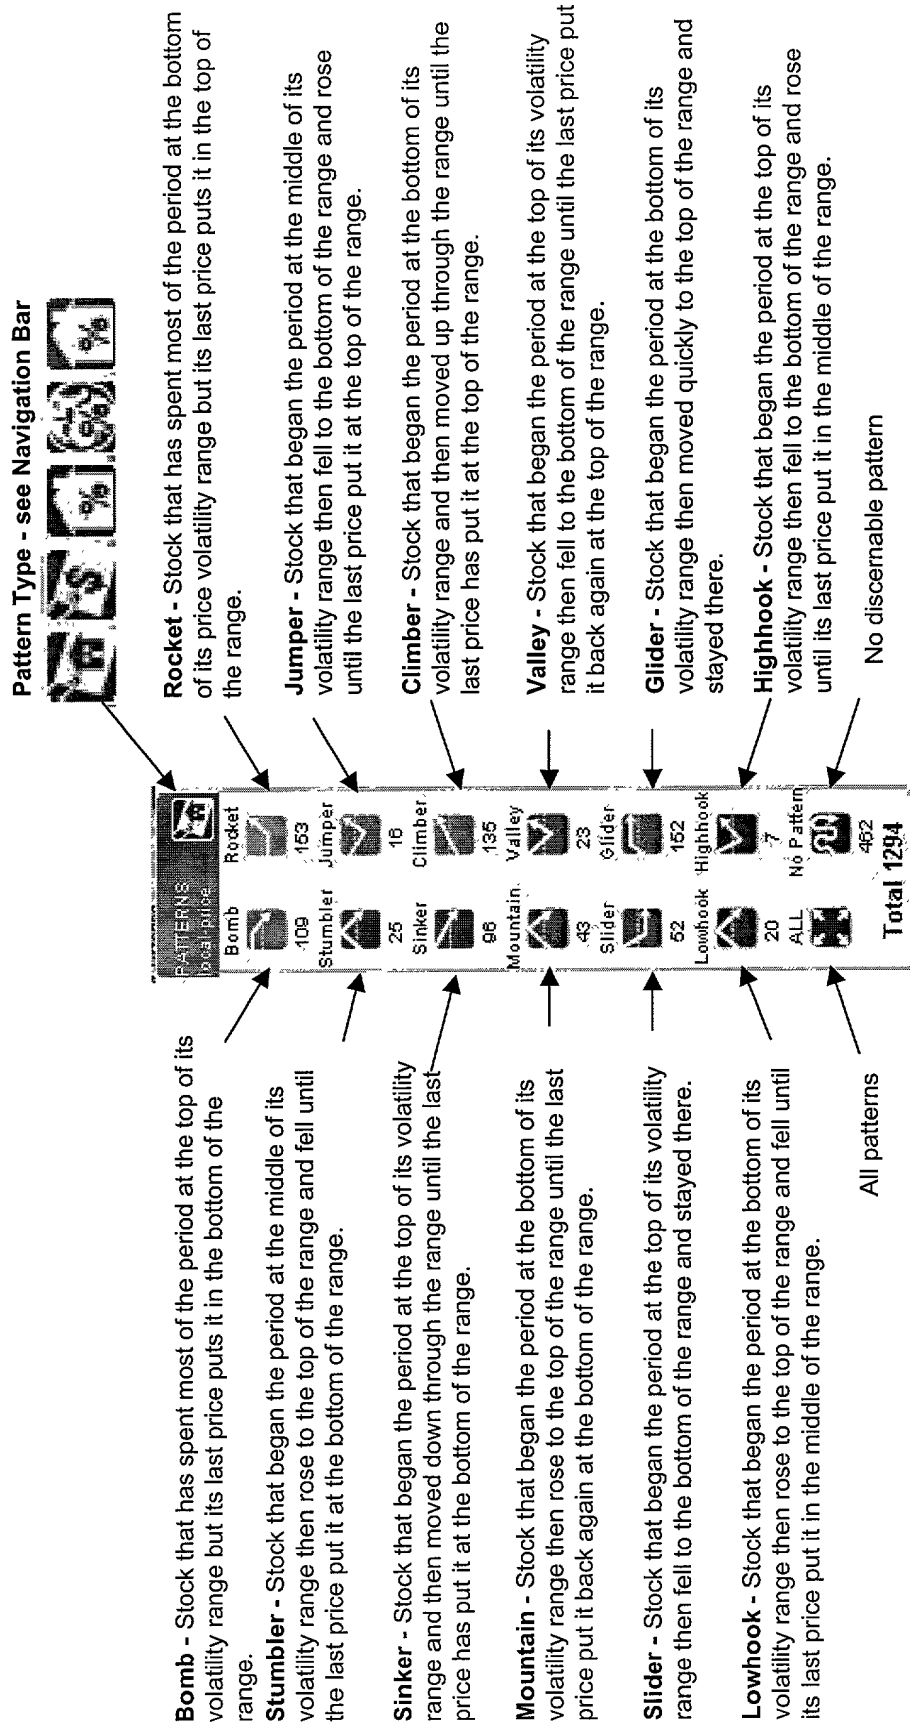 Pattern Type - see Navigation Bar
Bomb - Stock that has spent most of the period at the top of its
volatility range but its last price puts it in the bottom of the
range.
Stumbler - Stock that began the period at the middle of its
volatility range then rose to the top of the range and fell until
the last price put it at the bottom of the range.
Sinker - Stock that began the period at the top of its volatility
range and then moved down through the range until the last
price has put it at the bottom of the range.
Mountain - Stock that began the period at the bottom of its
volatility range then rose to the top of the range until the last
price put it back again at the bottom of the range.
Slider - Stock that began the period at the top of its volatility
range then fell to the bottom of the range and stayed there.
Lowhook - Stock that began the period at the bottom of its
volatility range then rose to the top of the range and fell until
its last price put it in the middle of the range.
All patterns
PATTERNS
local price
Bomb Rocket
109 153
Stumbler Jumper
25 16
Sinker Climber
96 135
Mountain Valley
43 23
Slider Glider
52 152
Lowhook Highhook
20 7
ALL No Pattern
462
Total 1294
Rocket - Stock that has spent most of the period at the bottom
of its price volatility range but its last price puts it in the top of
the range.
Jumper - Stock that began the period at the middle of its
volatility range then fell to the bottom of the range and rose
until the last price put it at the top of the range.
Climber - Stock that began the period at the bottom of its
volatility range and then moved up through the range until the
last price has put it at the top of the range.
Valley - Stock that began the period at the top of its volatility
range then fell to the bottom of the range until the last price put
it back again at the top of the range.
Glider - Stock that began the period at the bottom of its
volatility range then moved quickly to the top of the range and
stayed there.
Highhook - Stock that began the period at the top of its
volatility range then fell to the bottom of the range and rose
until its last price put it in the middle of the range.
No discernable pattern